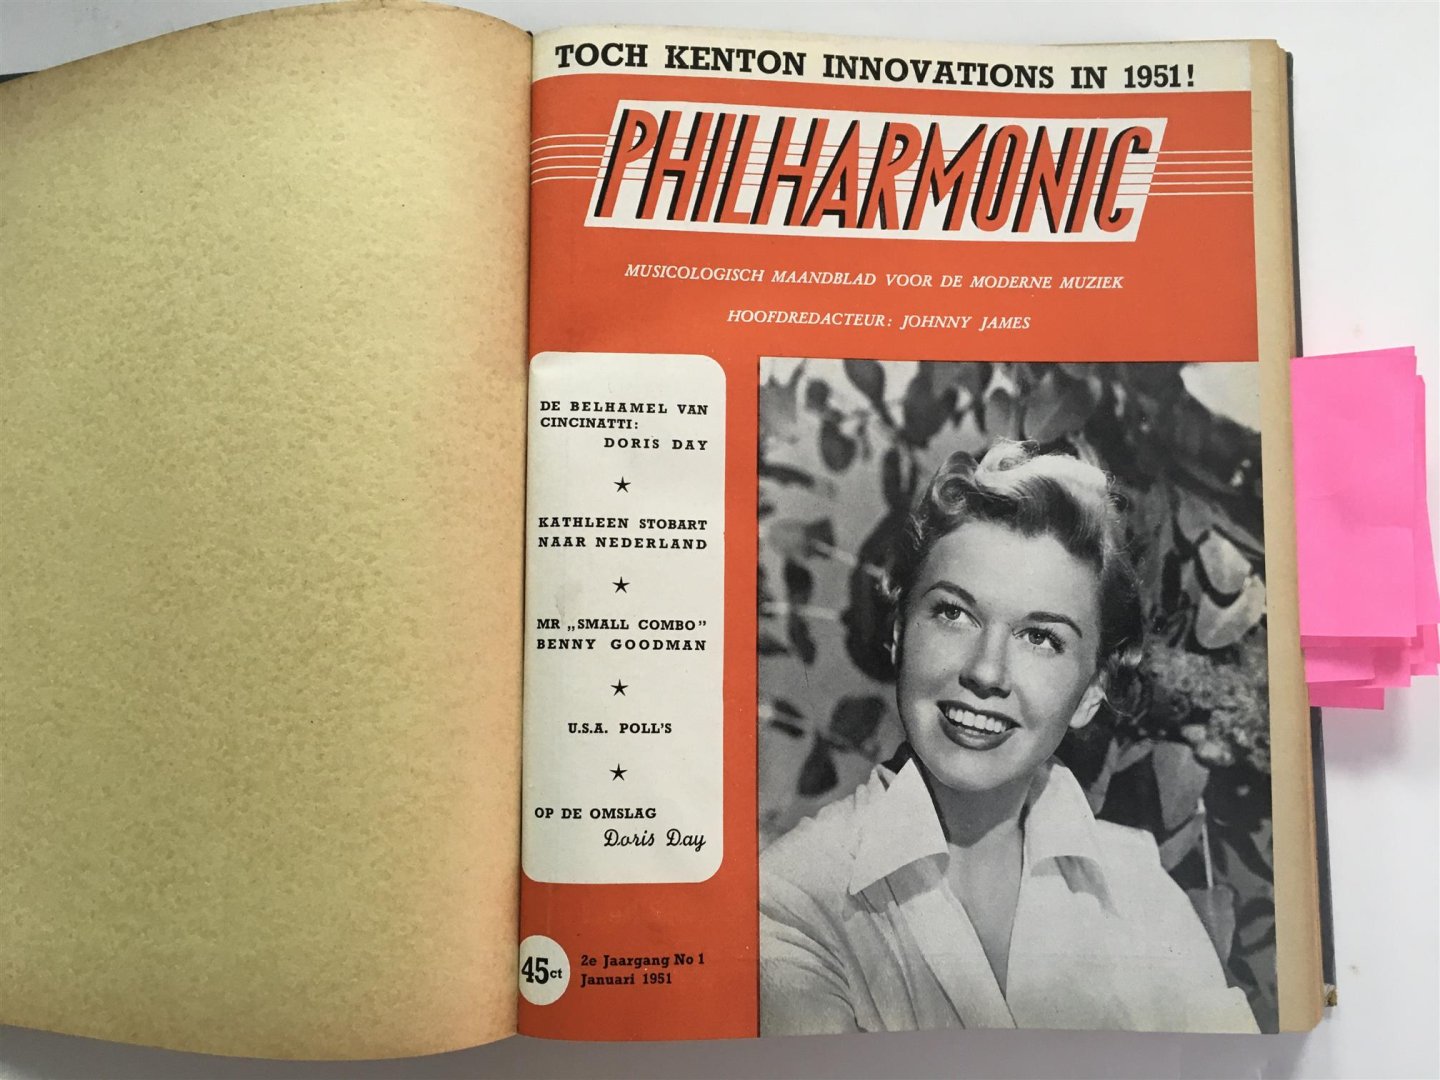 TOCH KENTON INNOVATIONS IN 1951!
PHILHARMONIC
MUSICOLOGISCH MAANDBLAD VOOR DE MODERNE MUZIEK
HOOFDREDACTEUR: JOHNNY JAMES
DE BELHAMEL VAN
CINCINATTI:
DORIS DAY
KATHLEEN STOBART
NAAR NEDERLAND
MR „SMALL COMBO”
BENNY GOODMAN
U.S.A. POLL'S
OP DE OMSLAG
Doris Day
45ct
2e Jaargang No 1
Januari 1951